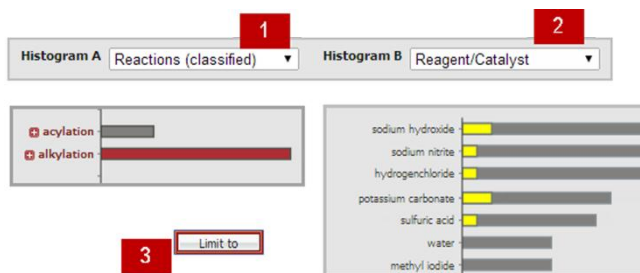 1
2
Histogram A Reactions (classified)
Histogram B Reagent/Catalyst
acylation
alkylation
3
Limit to
sodium hydroxide
sodium nitrite
hydrogenchloride
potassium carbonate
sulfuric acid
water
methyl iodide